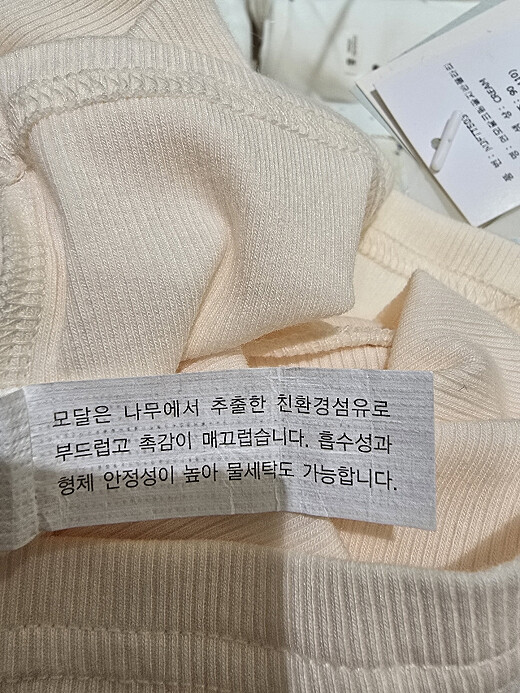 모달은 나무에서 추출한 친환경섬유로
부드럽고 촉감이 매끄럽습니다. 흡수성과
형체 안정성이 높아 물세탁도 가능합니다.
CREAM
90